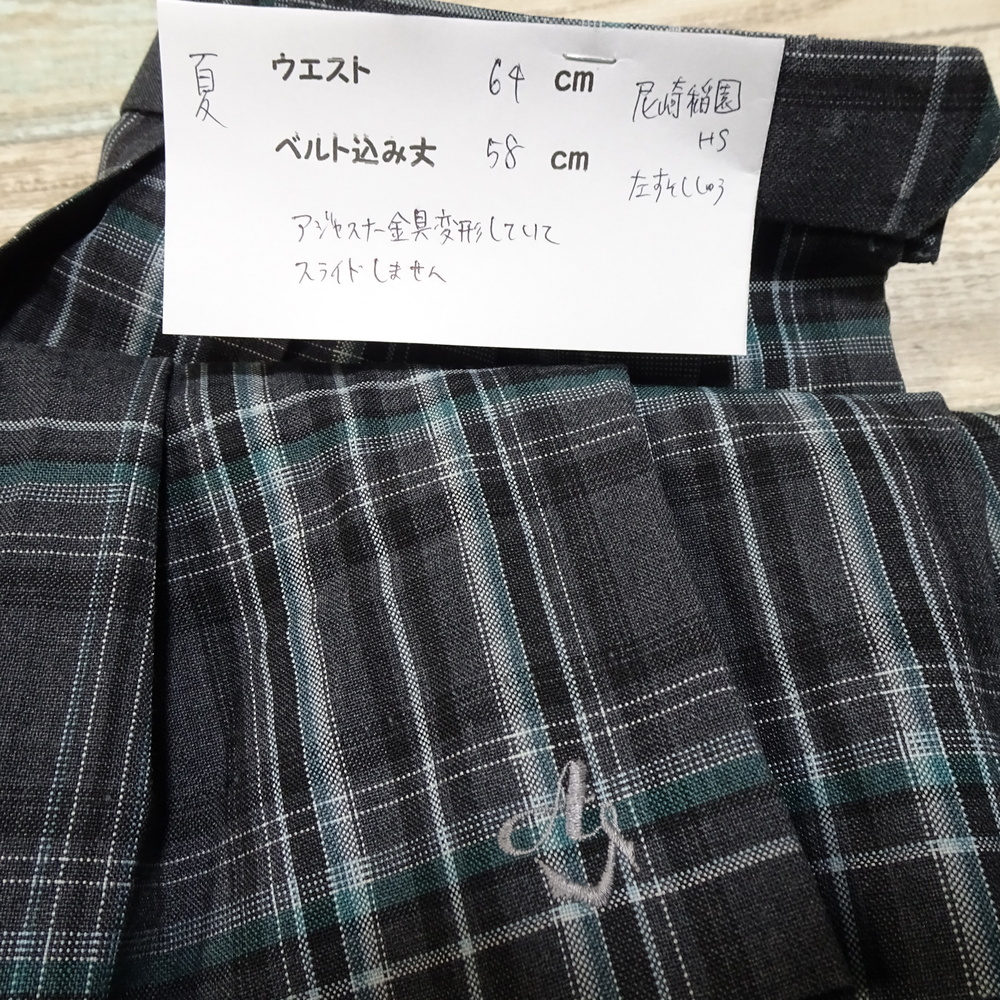 夏
ウエスト 64 cm
ベルト込み丈 58 cm
尼崎稲園
HS
左すそししゅう
アジャスナー金具変形していて
スライドしません